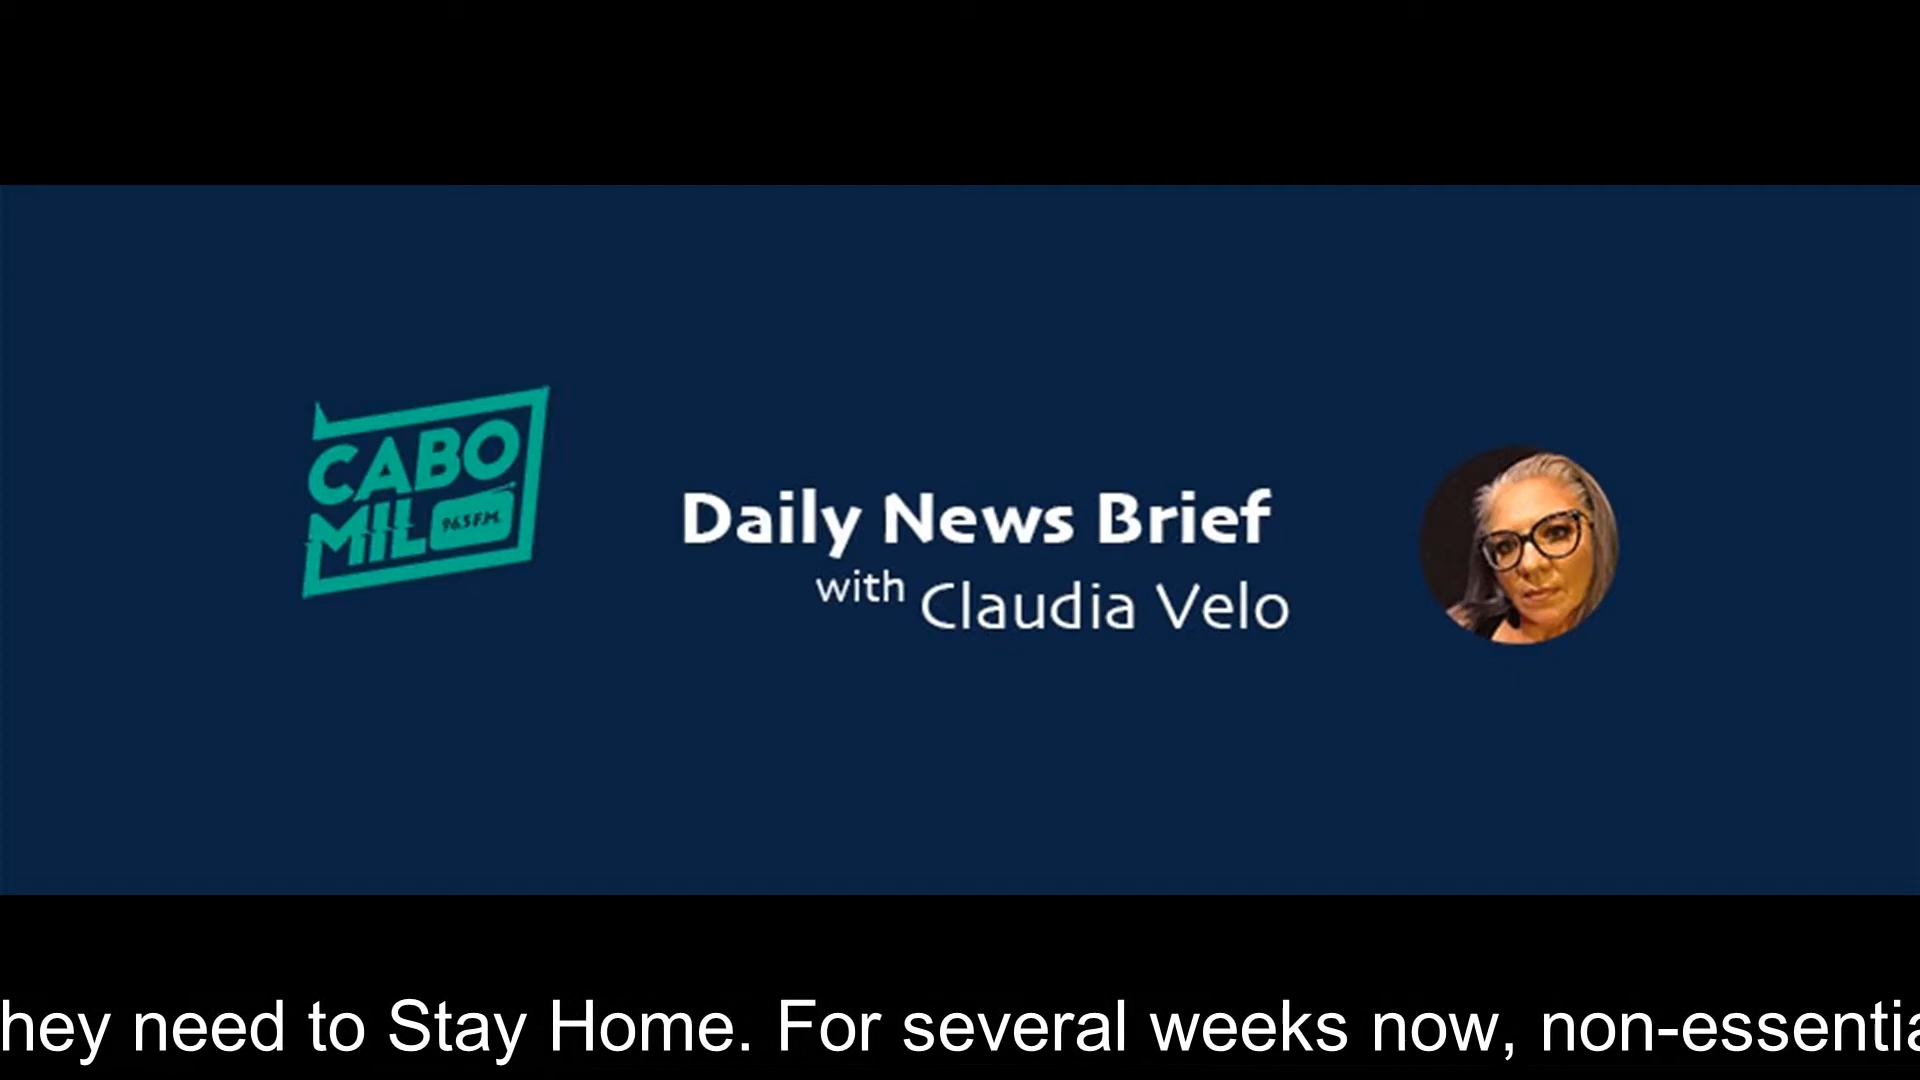 CABO
MIL
96.5 F.M.
Daily News Brief
with Claudia Velo
hey need to Stay Home. For several weeks now, non-essentia